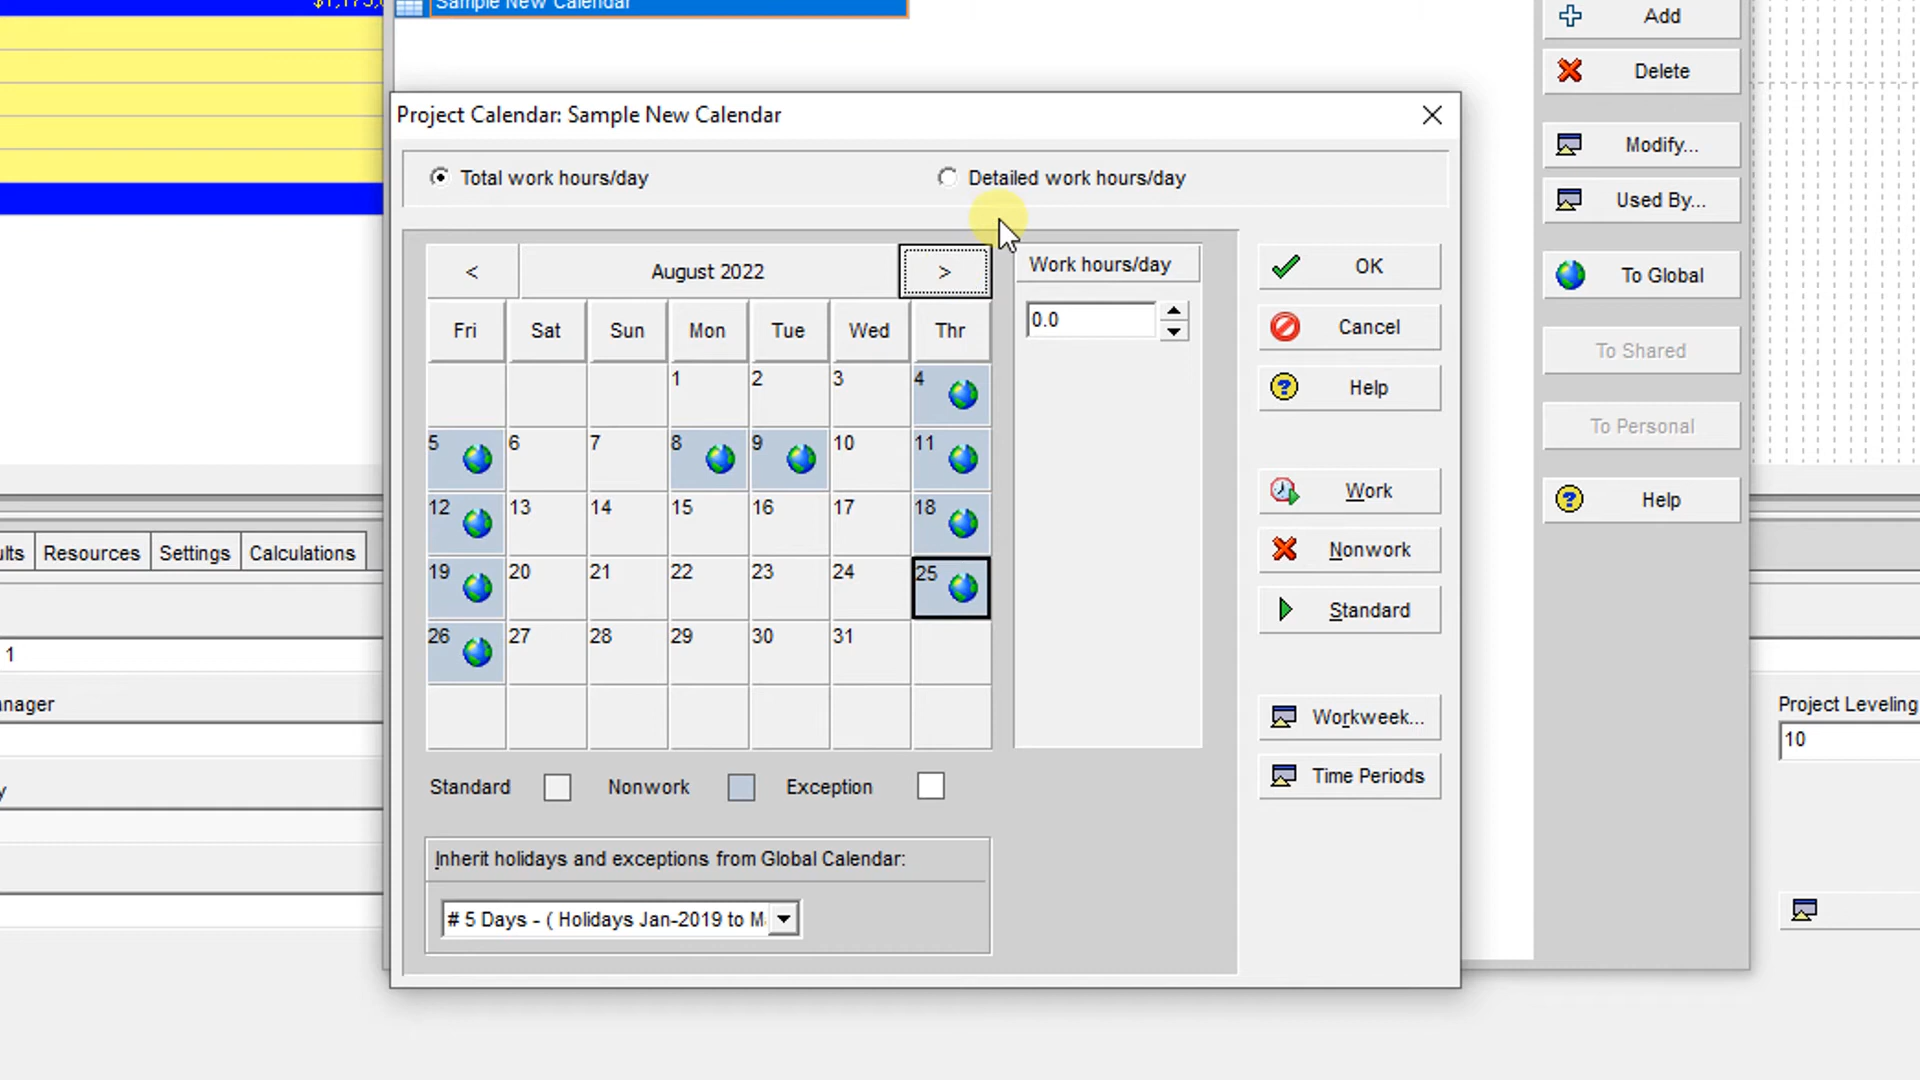 Sample New Calendar
Add
Delete
Modify...
Used By...
To Global
To Shared
To Personal
Help
Project Calendar: Sample New Calendar
Total work hours/day
Detailed work hours/day
< August 2022 >
Fri Sat Sun Mon Tue Wed Thr
1 2 3 4
5 6 7 8 9 10 11
12 13 14 15 16 17 18
19 20 21 22 23 24 25
26 27 28 29 30 31
Standard Nonwork Exception
Inherit holidays and exceptions from Global Calendar:
# 5 Days - ( Holidays Jan-2019 to M
Work hours/day
0.0
OK
Cancel
Help
Work
Nonwork
Standard
Workweek...
Time Periods
Resources Settings Calculations
1
Project Leveling
10